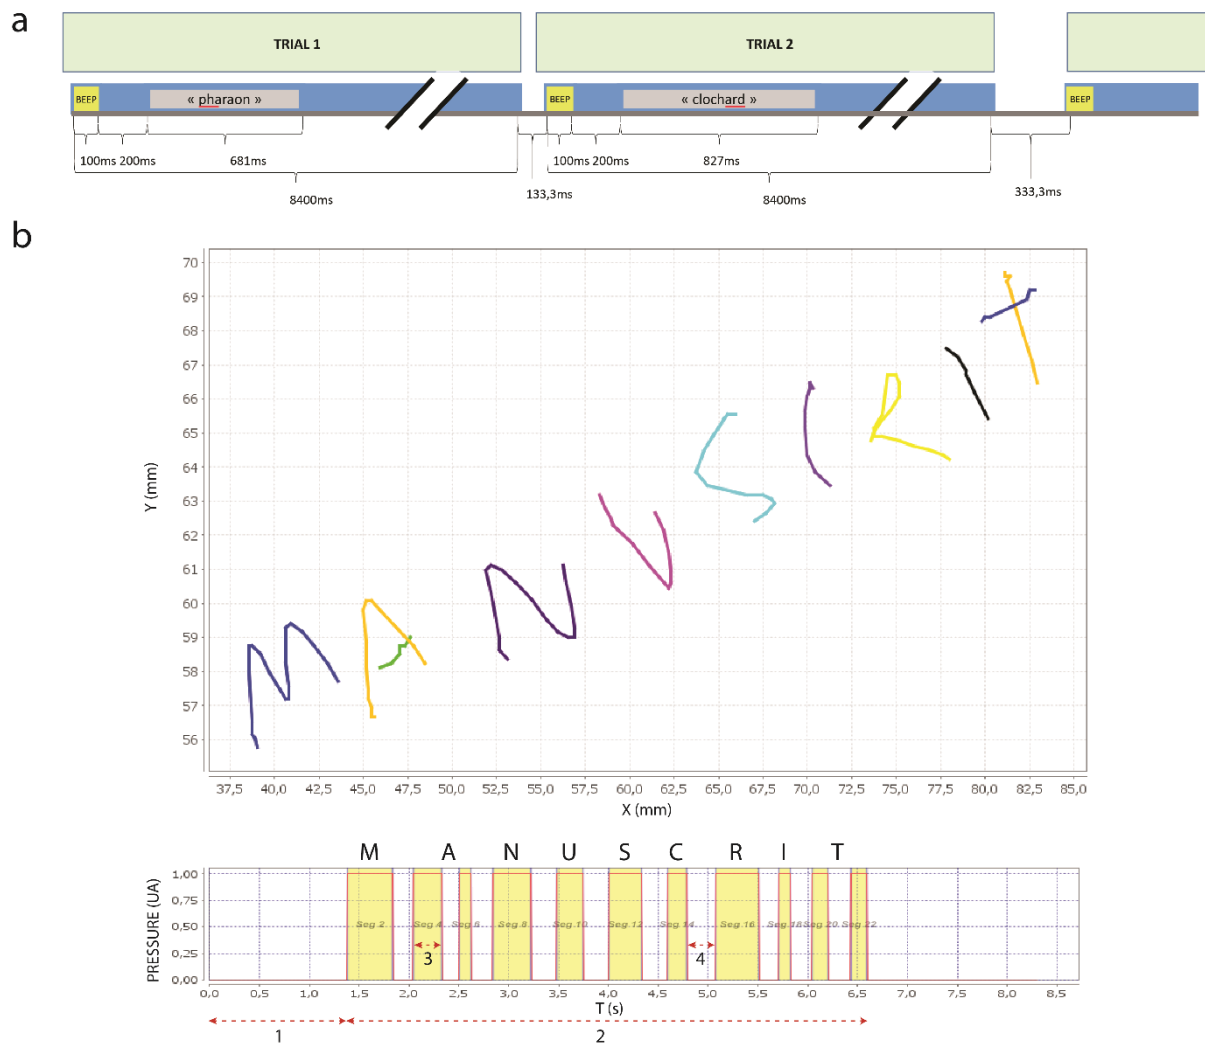 a
TRIAL 1 TRIAL 2
BEEP « pharaon » BEEP « clochard » BEEP
100ms 200ms 681ms 100ms 200ms 827ms
8400ms 133,3ms 8400ms 333,3ms
b
70
69
68
67
66
65
64
63
62
61
60
59
58
57
56
Y (mm)
MANUSCRIT
37,5 40,0 42,5 45,0 47,5 50,0 52,5 55,0 57,5 60,0 62,5 65,0 67,5 70,0 72,5 75,0 77,5 80,0 82,5 85,0
X (mm)
M A N U S C R I T
PRESSURE (UA)
1,00
0,75
0,50
0,25
0,00
Seg 2 Seg 4 Seg 6 Seg 8 Seg 10 Seg 12 Seg 14 Seg 16 Seg 18 Seg 20 Seg 22
3 4
0,0 0,5 1,0 1,5 2,0 2,5 3,0 3,5 4,0 4,5 5,0 5,5 6,0 6,5 7,0 7,5 8,0 8,5
T (s)
1 2